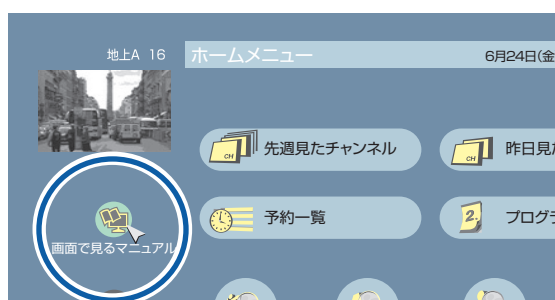 地上A 16
ホームメニュー
6月24日(金
CH 先週見たチャンネル
CH 昨日見た
予約一覧
2. プログラ
画面で見るマニュアル